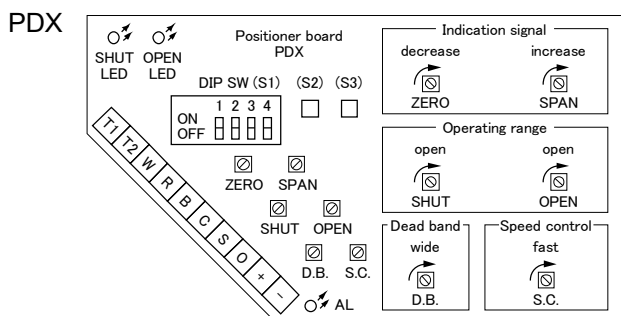 PDX
SHUT LED
OPEN LED
Positioner board
PDX
DIP SW (S1) (S2) (S3)
1 2 3 4
ON
OFF
T1 T2 W R B C S O + -
ZERO SPAN
SHUT OPEN
D.B. S.C.
AL
Indication signal
decrease increase
ZERO SPAN
Operating range
open open
SHUT OPEN
Dead band
wide
D.B.
Speed control
fast
S.C.